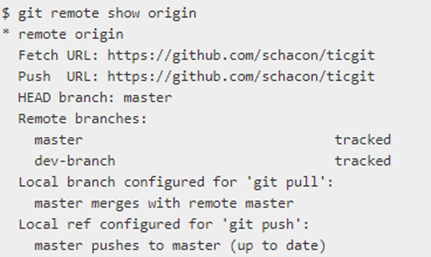 $ git remote show origin
* remote origin
  Fetch URL: https://github.com/schacon/ticgit
  Push  URL: https://github.com/schacon/ticgit
  HEAD branch: master
  Remote branches:
    master                               tracked
    dev-branch                           tracked
  Local branch configured for 'git pull':
    master merges with remote master
  Local ref configured for 'git push':
    master pushes to master (up to date)